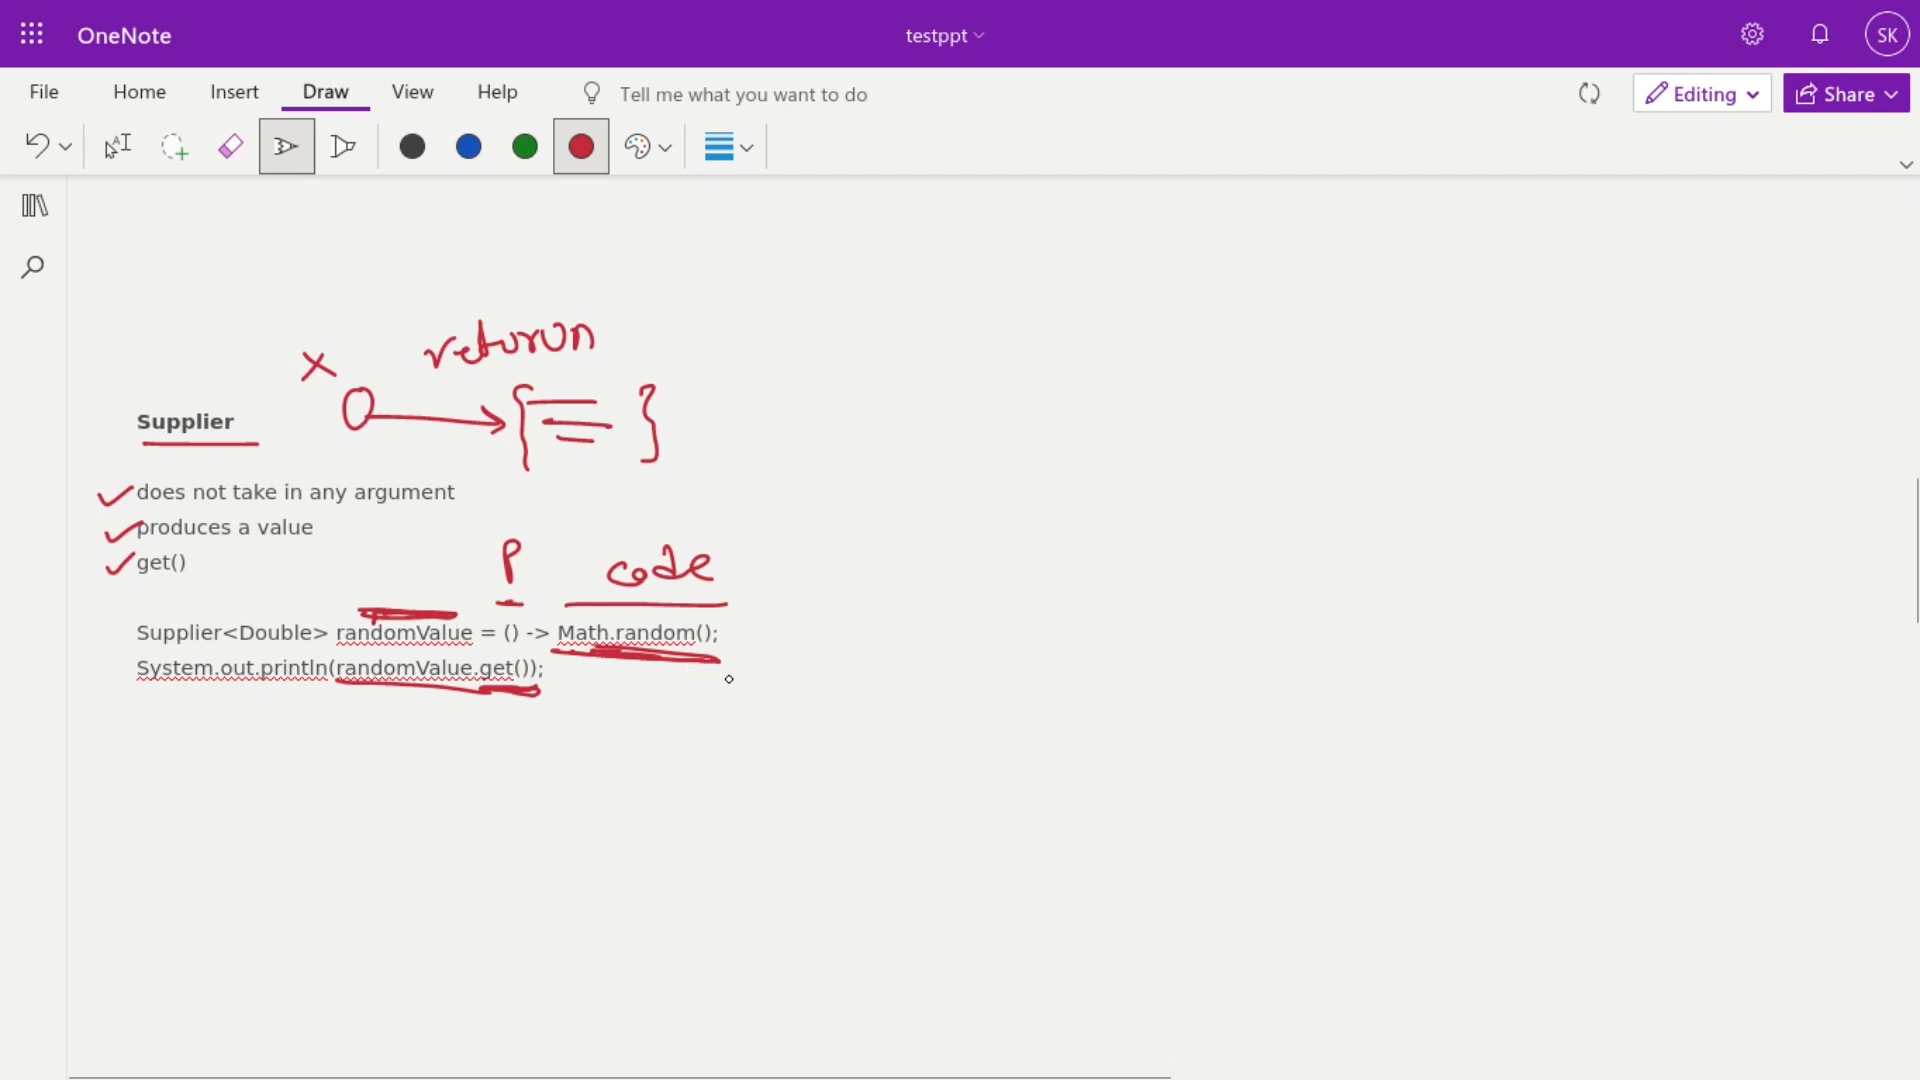 OneNote
testppt
SK
File Home Insert Draw View Help Tell me what you want to do
Editing Share
X
returun
Supplier
does not take in any argument
produces a value
get()
P code
Supplier<Double> randomValue = () -> Math.random();
System.out.println(randomValue.get());